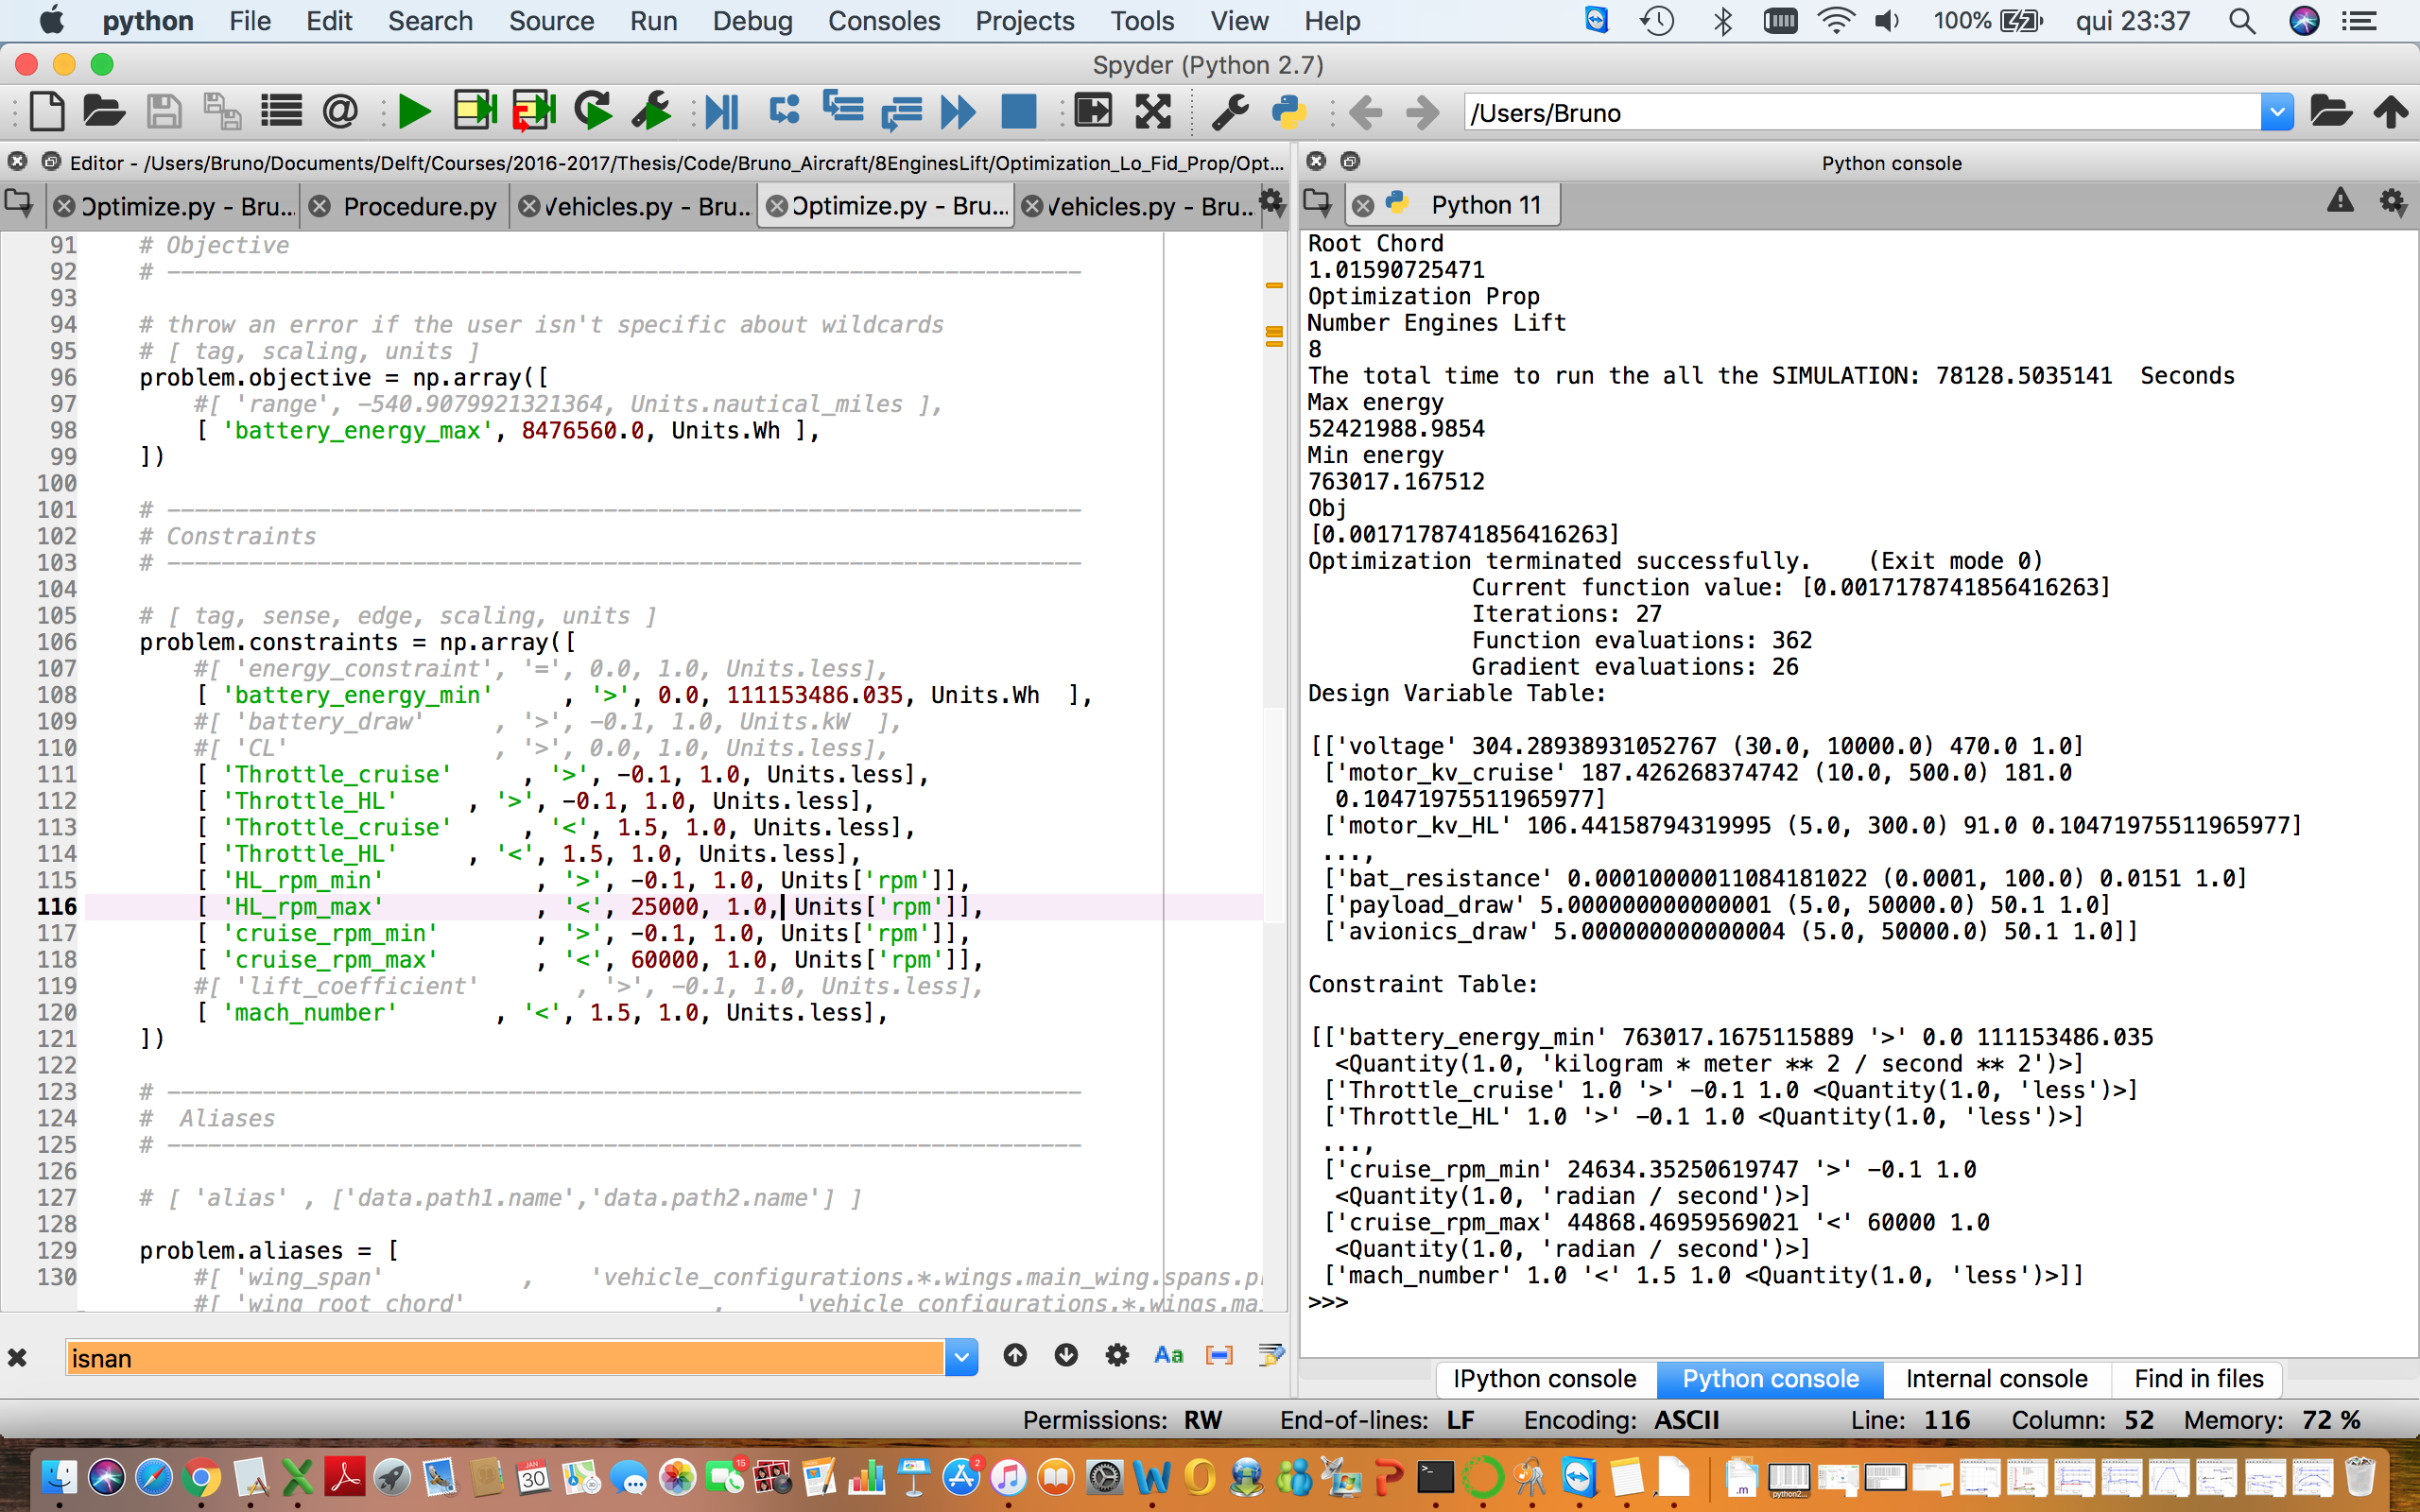 python File Edit Search Source Run Debug Consoles Projects Tools View Help 100% qui 23:37
Spyder (Python 2.7)
/Users/Bruno
Editor - /Users/Bruno/Documents/Delft/Courses/2016-2017/Thesis/Code/Bruno_Aircraft/8EnginesLift/Optimization_Lo_Fid_Prop/Opt...
Optimize.py - Bru... Procedure.py Vehicles.py - Bru... Optimize.py - Bru... Vehicles.py - Bru...
91 # Objective
92 # -------------------------------------------------------------------
93
94 # throw an error if the user isn't specific about wildcards
95 # [ tag, scaling, units ]
96 problem.objective = np.array([
97 #[ 'range', -540.9079921321364, Units.nautical_miles ],
98 [ 'battery_energy_max', 8476560.0, Units.Wh ],
99 ])
100
101 # -------------------------------------------------------------------
102 # Constraints
103 # -------------------------------------------------------------------
104
105 # [ tag, sense, edge, scaling, units ]
106 problem.constraints = np.array([
107 #[ 'energy_constraint', '=', 0.0, 1.0, Units.less],
108 [ 'battery_energy_min' , '>', 0.0, 111153486.035, Units.Wh ],
109 #[ 'battery_draw' , '>', -0.1, 1.0, Units.kW ],
110 #[ 'CL' , '>', 0.0, 1.0, Units.less],
111 [ 'Throttle_cruise' , '>', -0.1, 1.0, Units.less],
112 [ 'Throttle_HL' , '>', -0.1, 1.0, Units.less],
113 [ 'Throttle_cruise' , '<', 1.5, 1.0, Units.less],
114 [ 'Throttle_HL' , '<', 1.5, 1.0, Units.less],
115 [ 'HL_rpm_min' , '>', -0.1, 1.0, Units['rpm']],
116 [ 'HL_rpm_max' , '<', 25000, 1.0, Units['rpm']],
117 [ 'cruise_rpm_min' , '>', -0.1, 1.0, Units['rpm']],
118 [ 'cruise_rpm_max' , '<', 60000, 1.0, Units['rpm']],
119 #[ 'lift_coefficient' , '>', -0.1, 1.0, Units.less],
120 [ 'mach_number' , '<', 1.5, 1.0, Units.less],
121 ])
122
123 # -------------------------------------------------------------------
124 # Aliases
125 # -------------------------------------------------------------------
126
127 # [ 'alias' , ['data.path1.name','data.path2.name'] ]
128
129 problem.aliases = [
130 #[ 'wing_span' , 'vehicle_configurations.*.wings.main_wing.spans.p
#[ 'wing_root_chord' , 'vehicle_configurations.*.wings.ma
isnan
Aa
Python console
Python 11
Root Chord
1.01590725471
Optimization Prop
Number Engines Lift
8
The total time to run the all the SIMULATION: 78128.5035141 Seconds
Max energy
52421988.9854
Min energy
763017.167512
Obj
[0.0017178741856416263]
Optimization terminated successfully. (Exit mode 0)
Current function value: [0.0017178741856416263]
Iterations: 27
Function evaluations: 362
Gradient evaluations: 26
Design Variable Table:
[['voltage' 304.28938931052767 (30.0, 10000.0) 470.0 1.0]
['motor_kv_cruise' 187.426268374742 (10.0, 500.0) 181.0
0.10471975511965977]
['motor_kv_HL' 106.44158794319995 (5.0, 300.0) 91.0 0.10471975511965977]
...,
['bat_resistance' 0.00010000011084181022 (0.0001, 100.0) 0.0151 1.0]
['payload_draw' 5.000000000000001 (5.0, 50000.0) 50.1 1.0]
['avionics_draw' 5.000000000000004 (5.0, 50000.0) 50.1 1.0]]
Constraint Table:
[['battery_energy_min' 763017.1675115889 '>' 0.0 111153486.035
<Quantity(1.0, 'kilogram * meter ** 2 / second ** 2')>]
['Throttle_cruise' 1.0 '>' -0.1 1.0 <Quantity(1.0, 'less')>]
['Throttle_HL' 1.0 '>' -0.1 1.0 <Quantity(1.0, 'less')>]
...,
['cruise_rpm_min' 24634.35250619747 '>' -0.1 1.0
<Quantity(1.0, 'radian / second')>]
['cruise_rpm_max' 44868.46959569021 '<' 60000 1.0
<Quantity(1.0, 'radian / second')>]
['mach_number' 1.0 '<' 1.5 1.0 <Quantity(1.0, 'less')>]]
>>>
IPython console Python console Internal console Find in files
Permissions: RW End-of-lines: LF Encoding: ASCII Line: 116 Column: 52 Memory: 72 %
JAN
30
15
2
.m
python2...